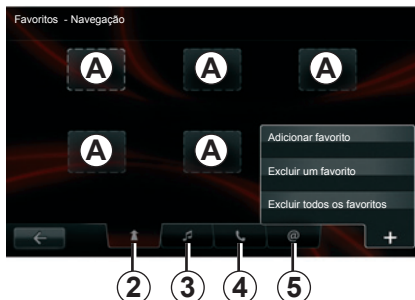 Favoritos - Navegação
A A A
A A
Adicionar favorito
Excluir um favorito
Excluir todos os favoritos
@ +
2 3 4 5